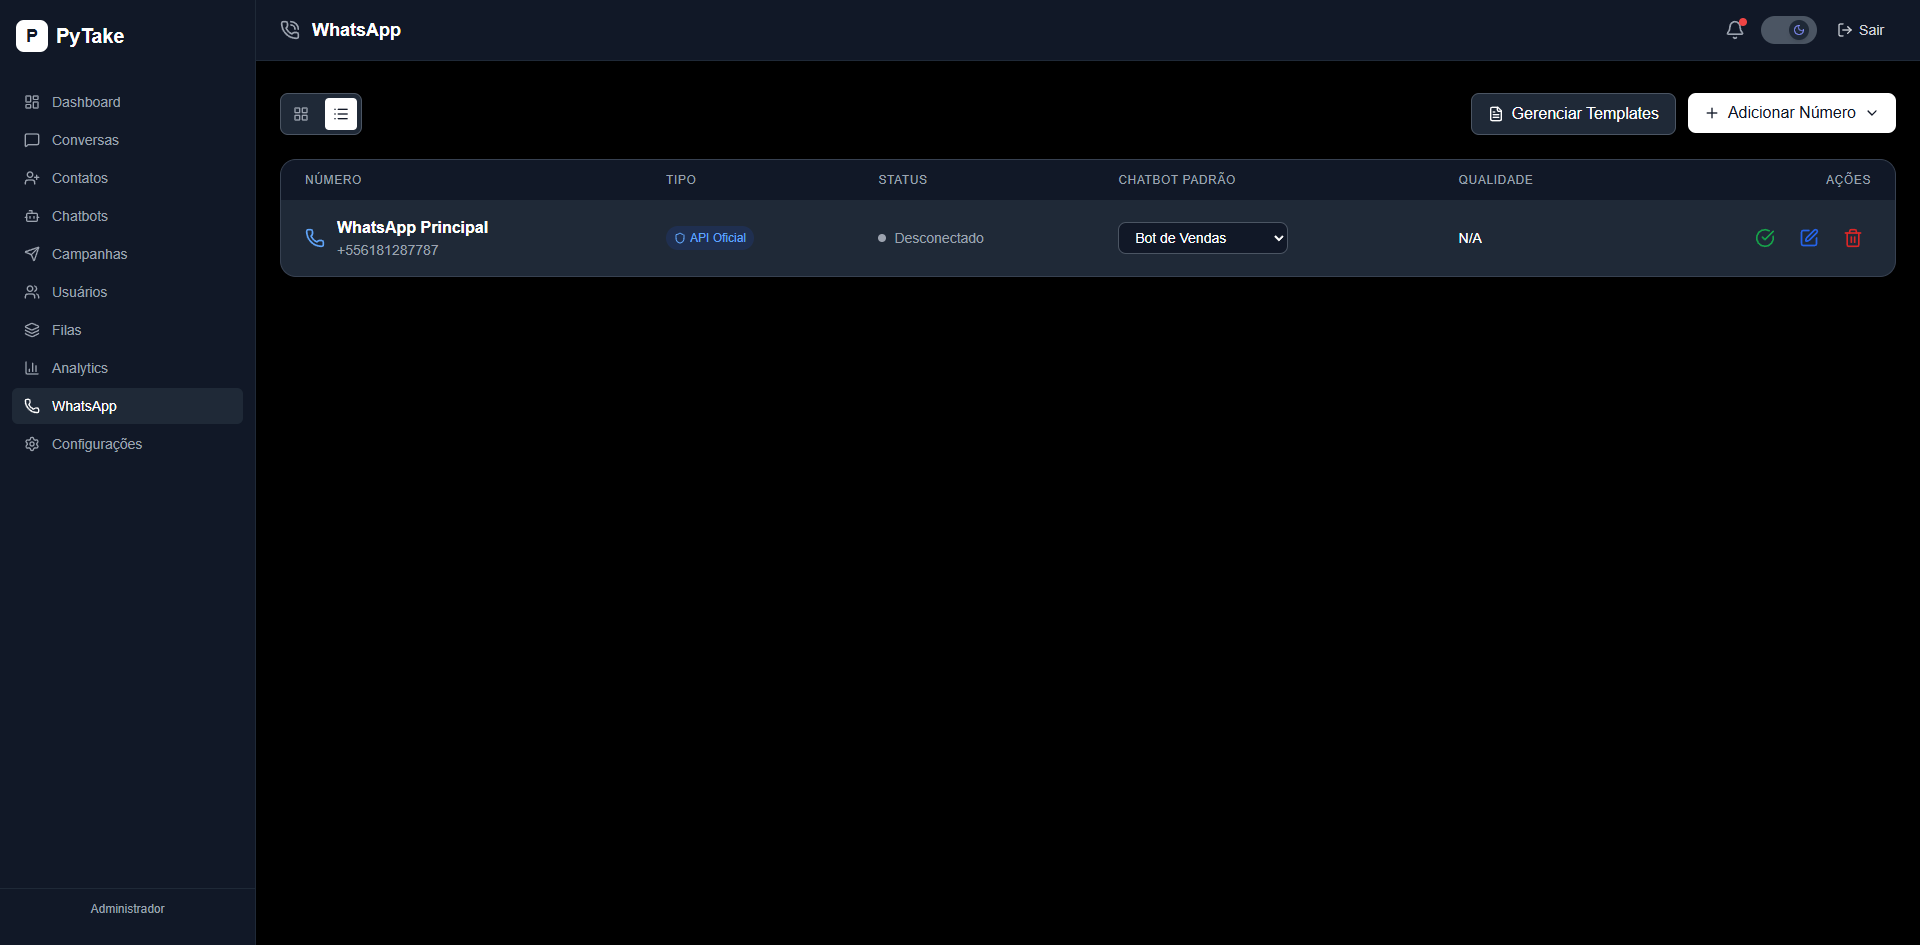 P PyTake
WhatsApp
Sair
Dashboard
Conversas
Contatos
Chatbots
Campanhas
Usuários
Filas
Analytics
WhatsApp
Configurações
Administrador
Gerenciar Templates
Adicionar Número
NÚMERO TIPO STATUS CHATBOT PADRÃO QUALIDADE AÇÕES
WhatsApp Principal
+556181287787
API Oficial
Desconectado
Bot de Vendas
N/A